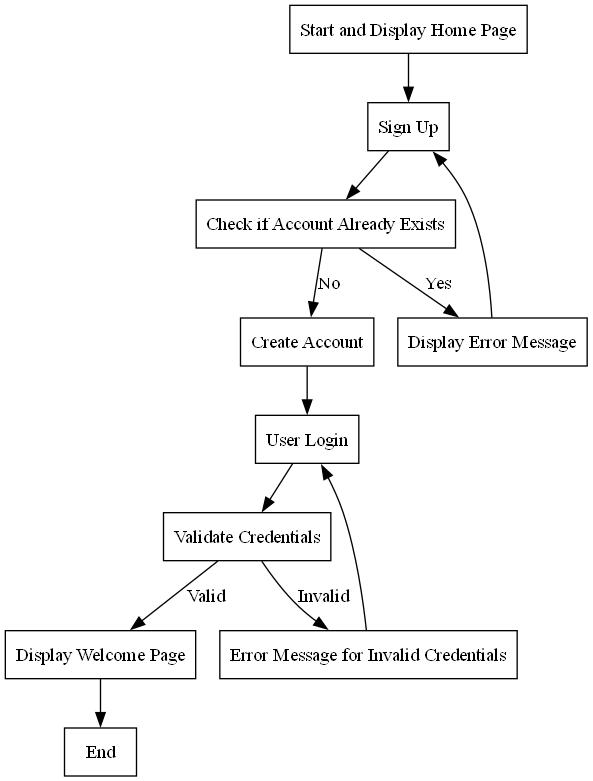 Start and Display Home Page
Sign Up
Check if Account Already Exists
No
Yes
Create Account
Display Error Message
User Login
Validate Credentials
Valid
Invalid
Display Welcome Page
Error Message for Invalid Credentials
End